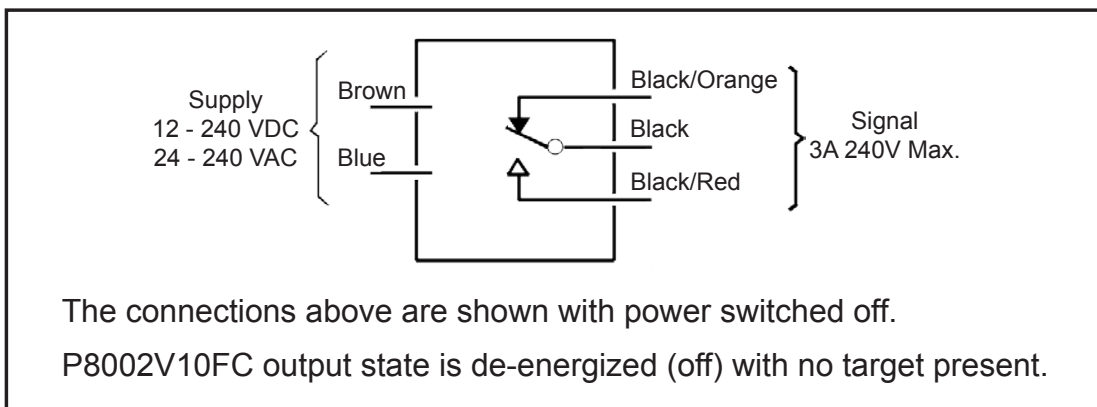 Supply
12 - 240 VDC
24 - 240 VAC
Brown
Blue
Black/Orange
Black
Black/Red
Signal
3A 240V Max.
The connections above are shown with power switched off.
P8002V10FC output state is de-energized (off) with no target present.